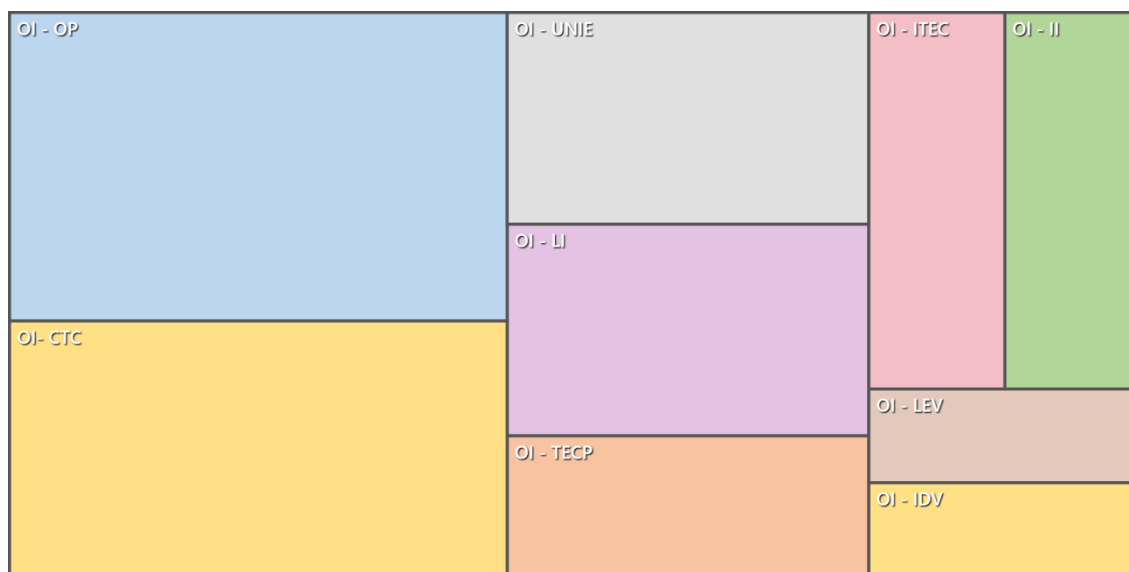 OI - OP
OI - UNIE
OI - ITEC
OI - II
OI - LI
OI- CTC
OI - LEV
OI - TECP
OI - IDV